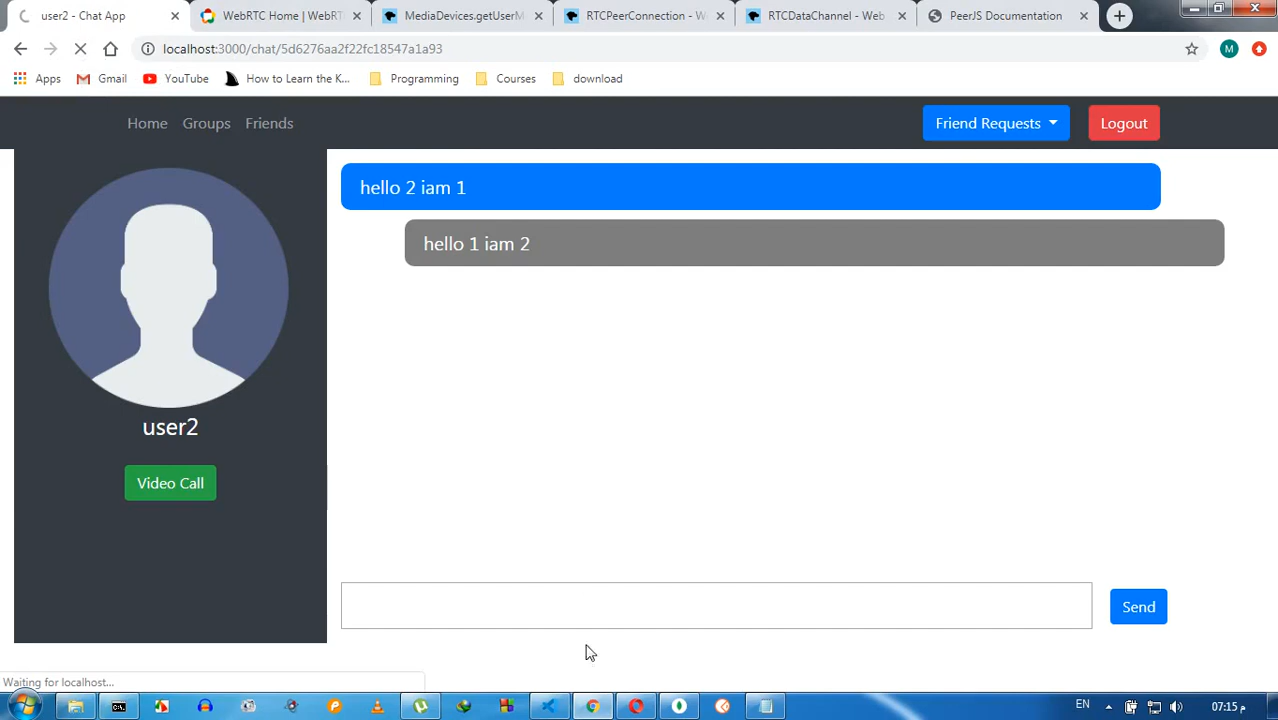 user2 - Chat App
WebRTC Home | WebRT
MediaDevices.getUserM
RTCPeerConnection - W
RTCDataChannel - Web
PeerJS Documentation
localhost:3000/chat/5d6276aa2f22fc18547a1a93
M
Apps
Gmail
YouTube
How to Learn the K...
Programming
Courses
download
Home
Groups
Friends
Friend Requests
Logout
hello 2 iam 1
hello 1 iam 2
user2
Video Call
Send
Waiting for localhost...
EN
07:15 م